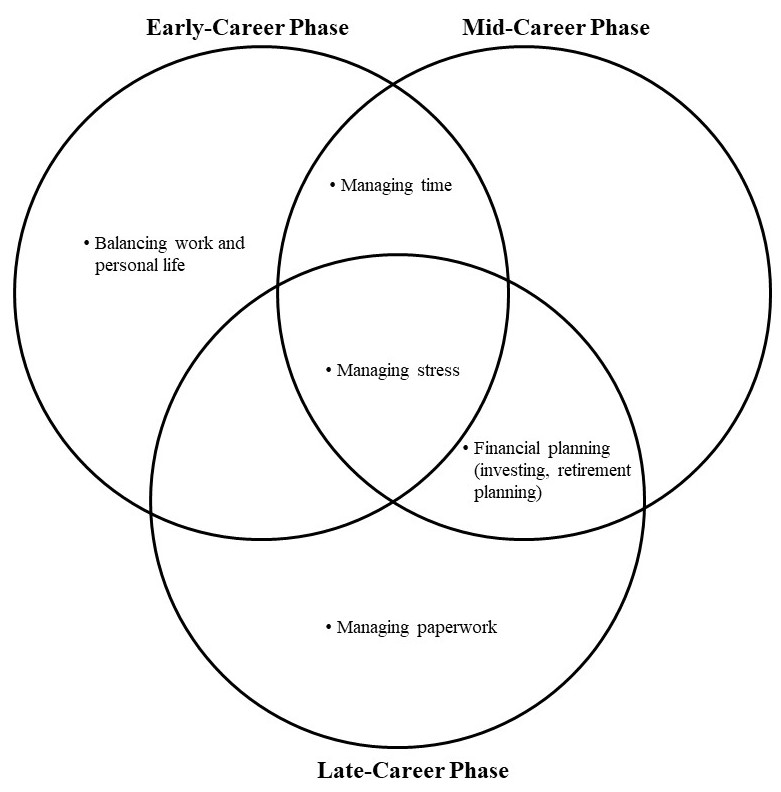 Early-Career Phase
Mid-Career Phase
• Managing time
• Balancing work and
personal life
• Managing stress
• Financial planning
(investing, retirement
planning)
• Managing paperwork
Late-Career Phase